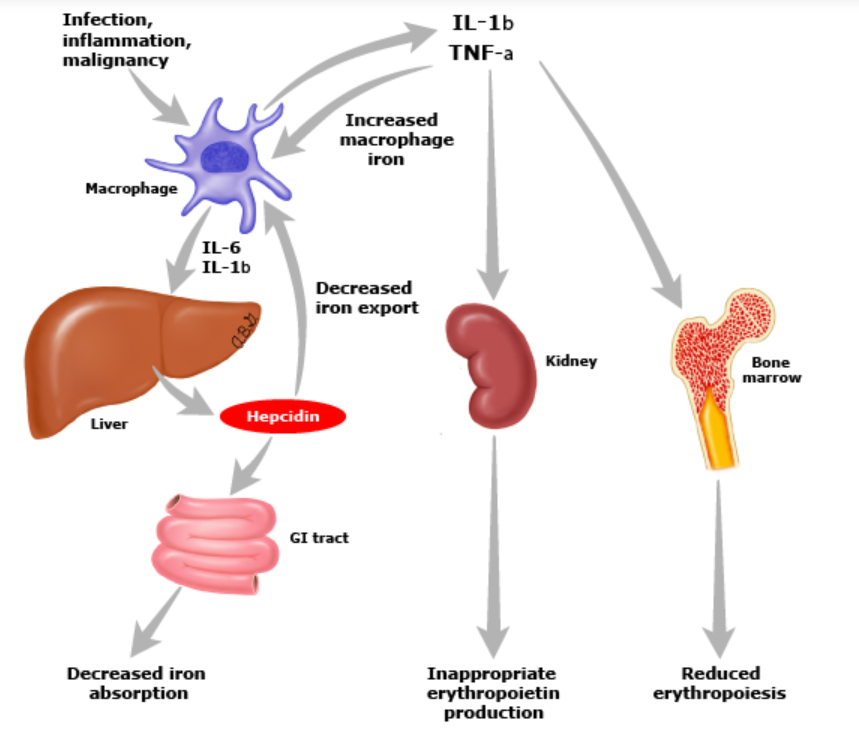 Infection,
inflammation,
malignancy
IL-1b
TNF-a
Increased
macrophage
iron
Macrophage
IL-6
IL-1b
Decreased
iron export
Kidney
Bone
marrow
Liver
Hepcidin
GI tract
Decreased iron
absorption
Inappropriate
erythropoietin
production
Reduced
erythropoiesis